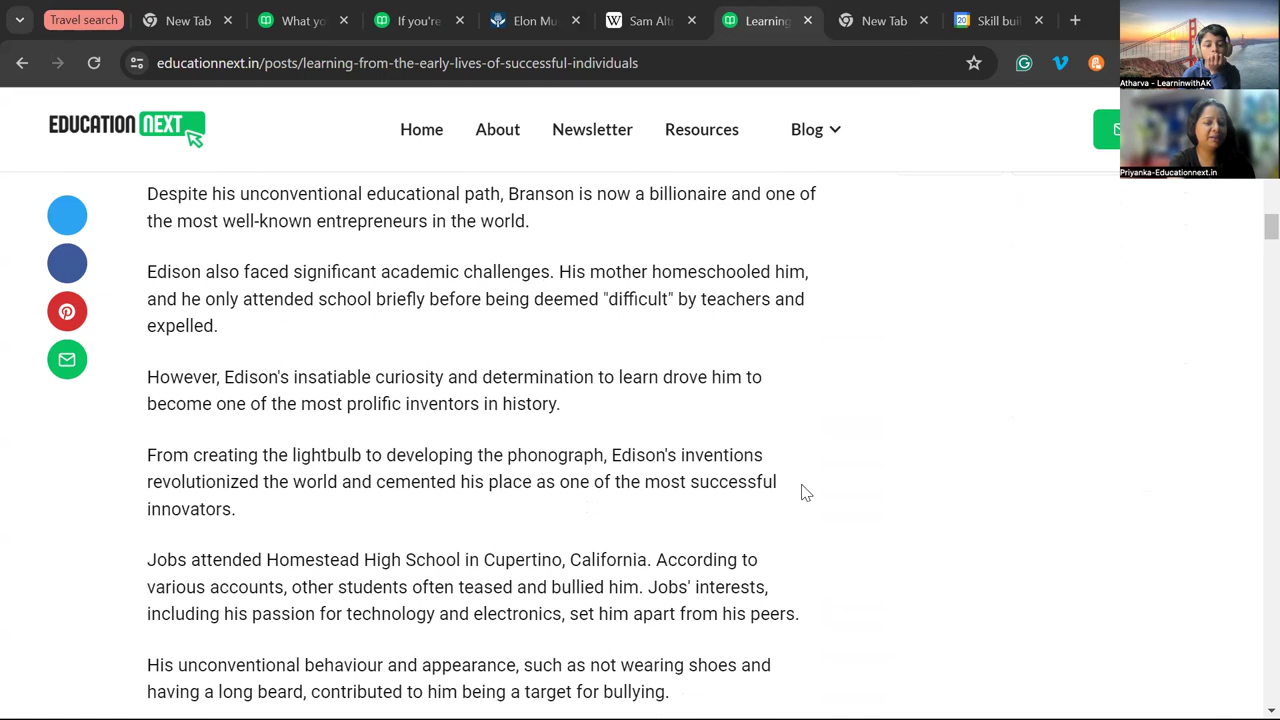 Travel search
New Tab
What yo
If you're
Elon Mu
Sam Alt
Learning
New Tab
20
Skill bui
educationnext.in/posts/learning-from-the-early-lives-of-successful-individuals
EDUCATION NEXT
Home
About
Newsletter
Resources
Blog
Atharva - LearninwithAK
Priyanka-Educationnext.in
Despite his unconventional educational path, Branson is now a billionaire and one of
the most well-known entrepreneurs in the world.
Edison also faced significant academic challenges. His mother homeschooled him,
and he only attended school briefly before being deemed "difficult" by teachers and
expelled.
However, Edison's insatiable curiosity and determination to learn drove him to
become one of the most prolific inventors in history.
From creating the lightbulb to developing the phonograph, Edison's inventions
revolutionized the world and cemented his place as one of the most successful
innovators.
Jobs attended Homestead High School in Cupertino, California. According to
various accounts, other students often teased and bullied him. Jobs' interests,
including his passion for technology and electronics, set him apart from his peers.
His unconventional behaviour and appearance, such as not wearing shoes and
having a long beard, contributed to him being a target for bullying.